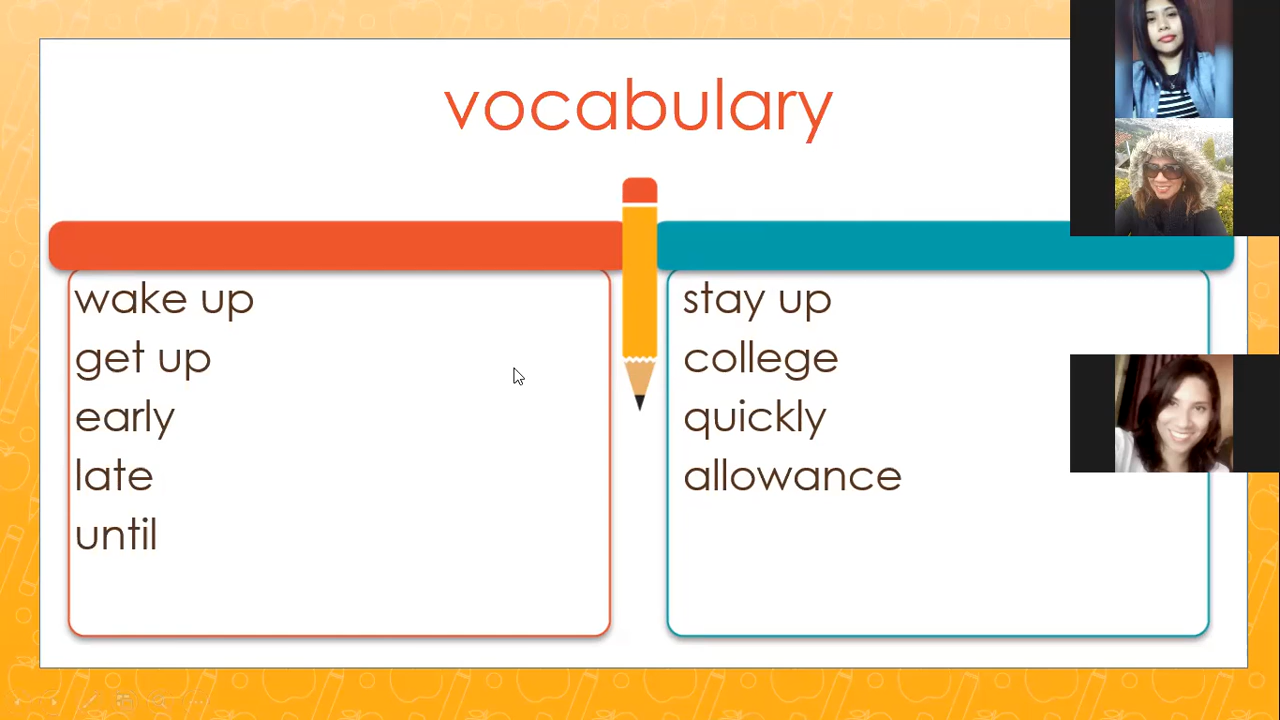 vocabulary
wake up
get up
early
late
until
stay up
college
quickly
allowance